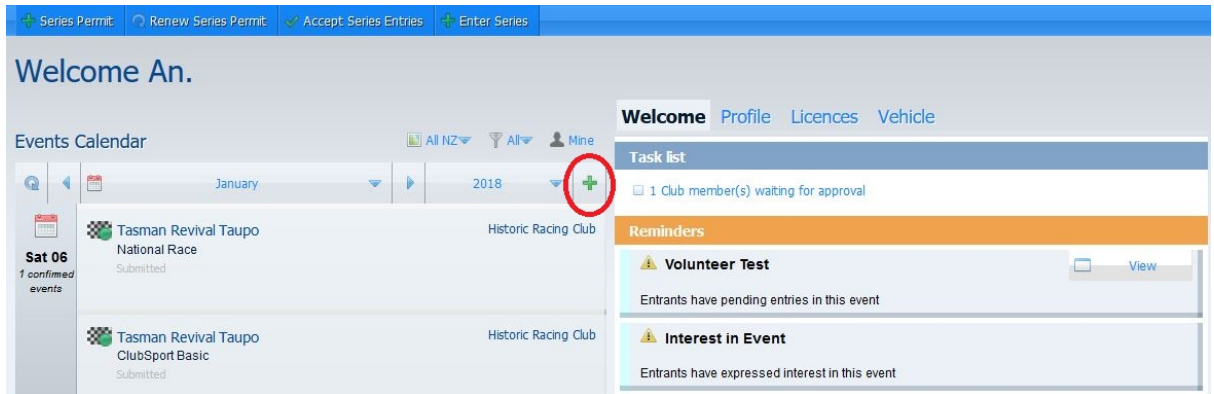 Series Permit Renew Series Permit Accept Series Entries Enter Series
Welcome An.
Events Calendar All NZ All Mine
January 2018
Sat 06
1 confirmed
events
Tasman Revival Taupo Historic Racing Club
National Race
Submitted
Tasman Revival Taupo Historic Racing Club
ClubSport Basic
Submitted
Welcome Profile Licences Vehicle
Task list
1 Club member(s) waiting for approval
Reminders
Volunteer Test View
Entrants have pending entries in this event
Interest in Event
Entrants have expressed interest in this event